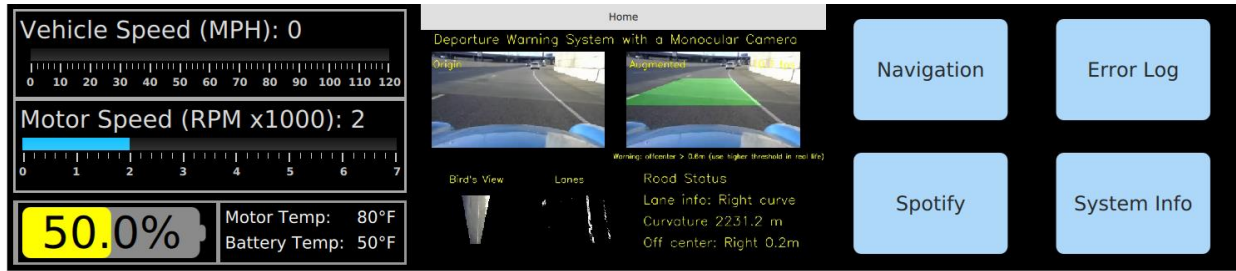 Vehicle Speed (MPH): 0
0 10 20 30 40 50 60 70 80 90 100 110 120
Motor Speed (RPM x1000): 2
0 1 2 3 4 5 6 7
50.0%
Motor Temp: 80°F
Battery Temp: 50°F
Home
Departure Warning System with a Monocular Camera
Origin
Augmented
Warning: offcenter > 0.6m (use higher threshold in real life)
Bird's View
Lanes
Road Status
Lane info: Right curve
Curvature 2231.2 m
Off center: Right 0.2m
Navigation
Error Log
Spotify
System Info